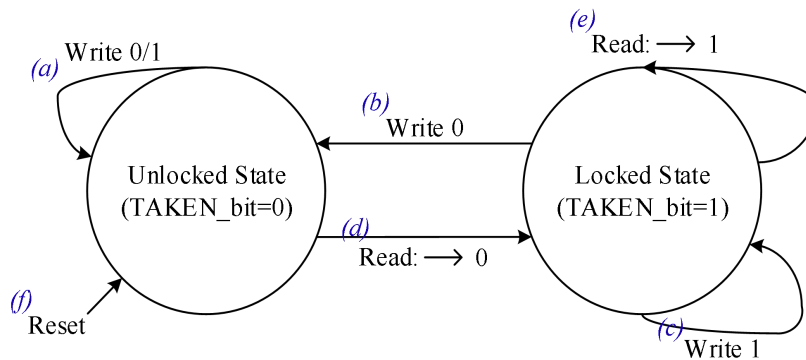 (e)
Read: → 1
(a) Write 0/1
(b)
Write 0
Unlocked State
(TAKEN_bit=0)
Locked State
(TAKEN_bit=1)
(d)
Read: → 0
(f)
Reset
(c)
Write 1